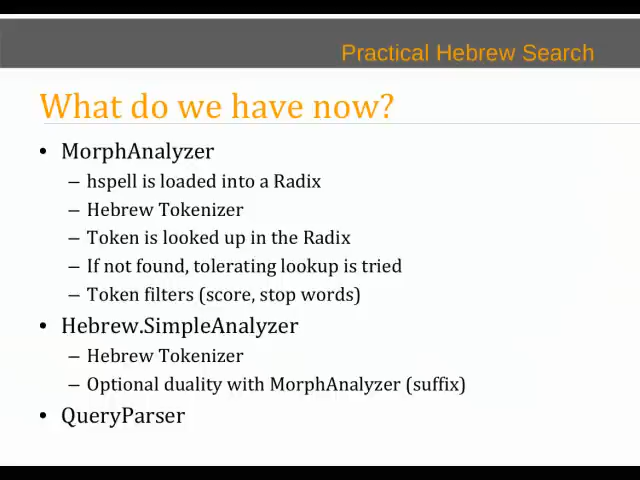 Practical Hebrew Search
What do we have now?
• MorphAnalyzer
– hspell is loaded into a Radix
– Hebrew Tokenizer
– Token is looked up in the Radix
– If not found, tolerating lookup is tried
– Token filters (score, stop words)
• Hebrew.SimpleAnalyzer
– Hebrew Tokenizer
– Optional duality with MorphAnalyzer (suffix)
• QueryParser